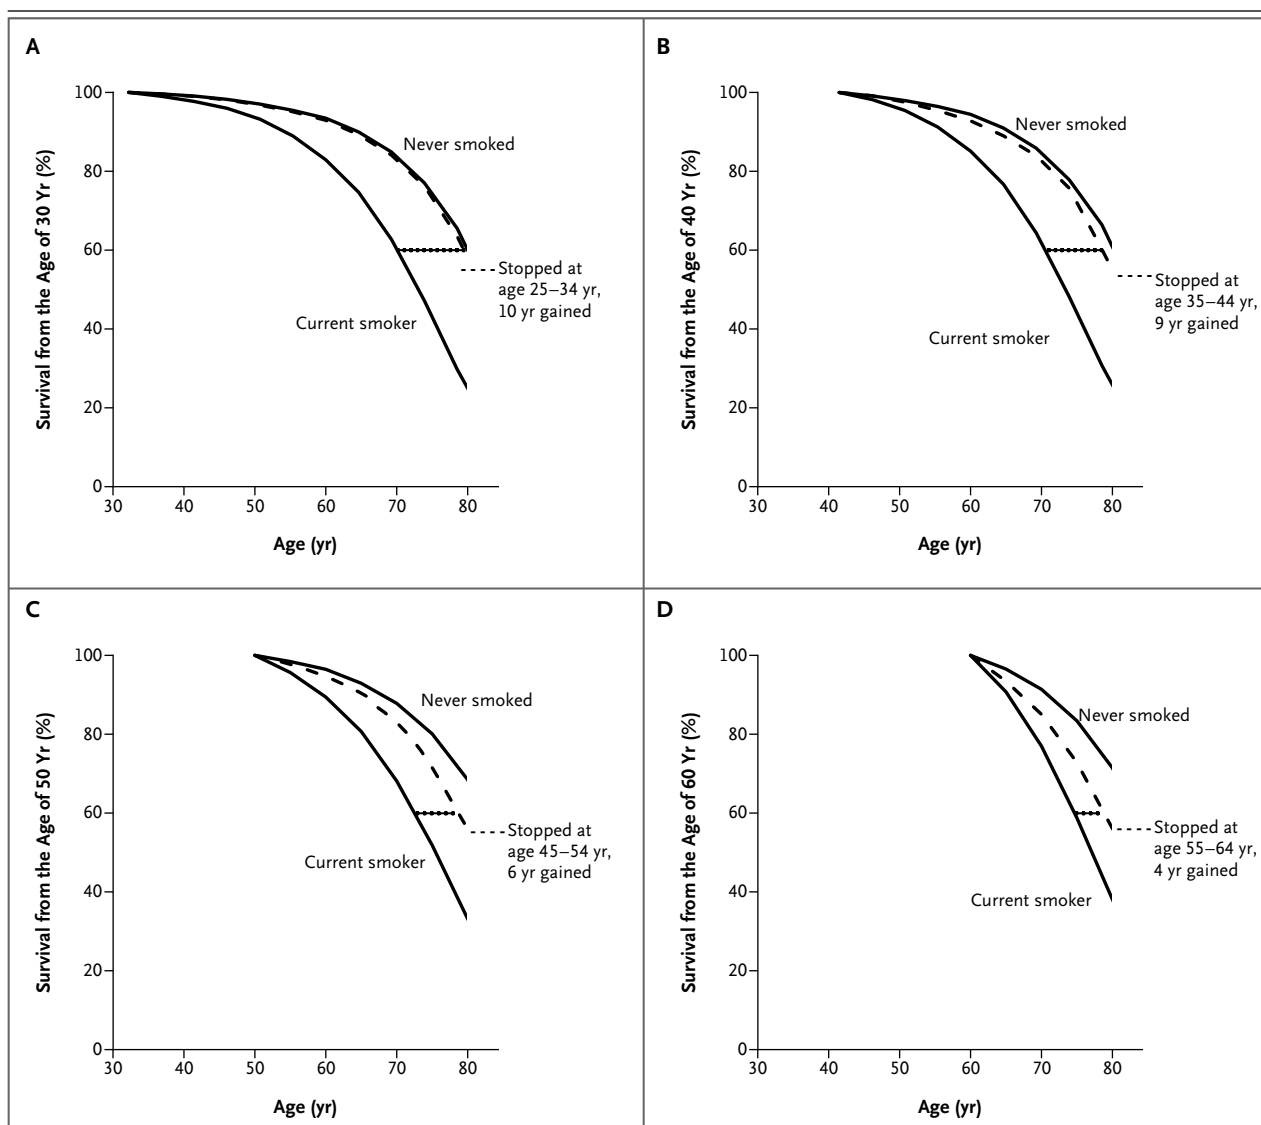 A
Survival from the Age of 30 Yr (%)
100
80
60
40
20
0
30 40 50 60 70 80
Age (yr)
Never smoked
Stopped at
age 25–34 yr,
10 yr gained
Current smoker
B
Survival from the Age of 40 Yr (%)
100
80
60
40
20
0
30 40 50 60 70 80
Age (yr)
Never smoked
Stopped at
age 35–44 yr,
9 yr gained
Current smoker
C
Survival from the Age of 50 Yr (%)
100
80
60
40
20
0
30 40 50 60 70 80
Age (yr)
Never smoked
Stopped at
age 45–54 yr,
6 yr gained
Current smoker
D
Survival from the Age of 60 Yr (%)
100
80
60
40
20
0
30 40 50 60 70 80
Age (yr)
Never smoked
Stopped at
age 55–64 yr,
4 yr gained
Current smoker